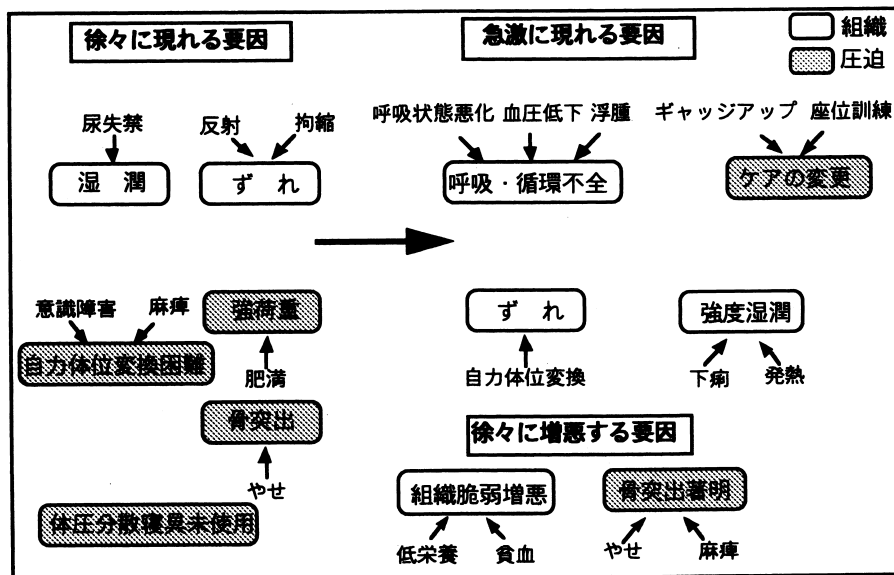 徐々に現れる要因
急激に現れる要因
組織
圧迫
尿失禁
反射
拘縮
湿 潤
ず れ
呼吸状態悪化 血圧低下 浮腫
呼吸・循環不全
ギャッジアップ 座位訓練
ケアの変更
意識障害
麻痺
自力体位変換困難
強荷重
肥満
骨突出
やせ
体圧分散寝具未使用
ず れ
自力体位変換
強度湿潤
下痢
発熱
徐々に増悪する要因
組織脆弱増悪
低栄養
貧血
骨突出著明
やせ
麻痺